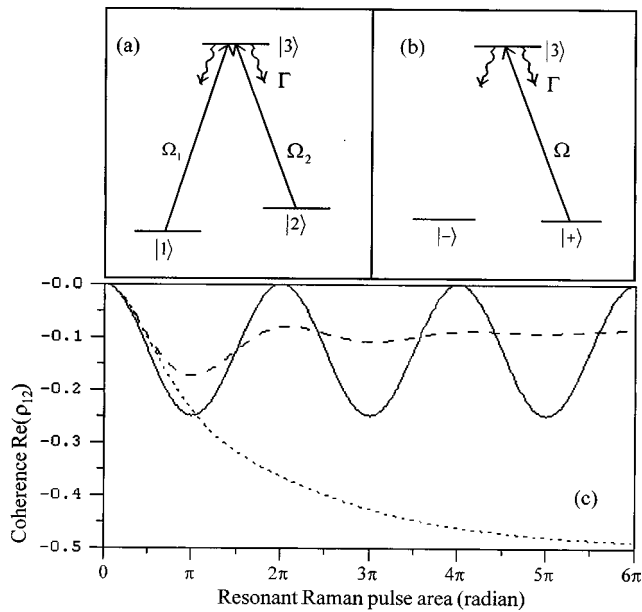 (a)
|3⟩
Γ
Ω₁
Ω₂
|1⟩
|2⟩
(b)
|3⟩
Γ
Ω
|−⟩
|+⟩
-0.0
-0.1
-0.2
-0.3
-0.4
-0.5
Coherence Re(ρ₁₂)
(c)
0
π
2π
3π
4π
5π
6π
Resonant Raman pulse area (radian)